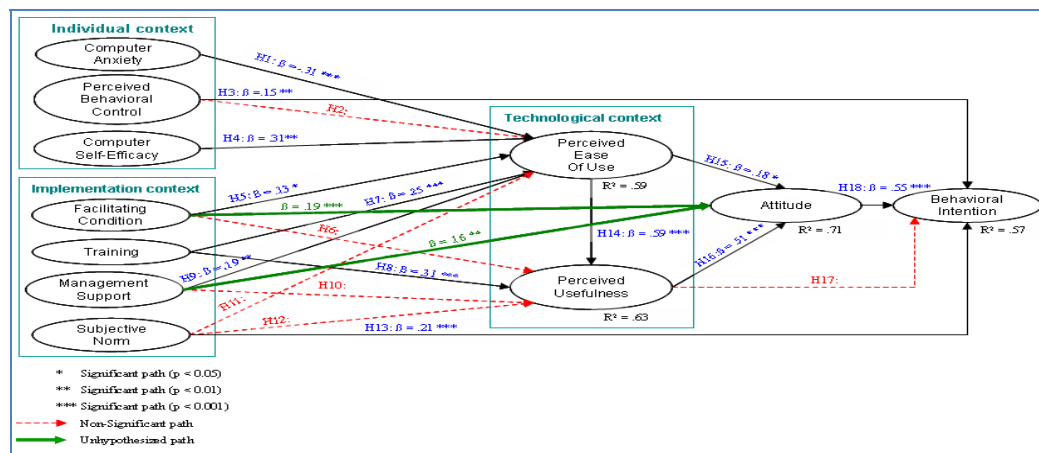 Individual context
Computer
Anxiety
Perceived
Behavioral
Control
Computer
Self-Efficacy
H1: ß = -.31 ***
H3: ß = .15 **
H2:
H4: ß = .31**
Technological context
Perceived
Ease
Of Use
R² = .59
Implementation context
Facilitating
Condition
Training
Management
Support
Subjective
Norm
H5: ß = .13 *
H7: ß = .25 ***
ß = .19 ***
H6:
ß = .16 **
H9: ß = .19 **
H8: ß = .31 ***
H10:
H11:
H12:
H13: ß = .21 ***
H14: ß = .59 ***
H15: ß = .18 *
H16: ß = .51 ***
H17:
H18: ß = .55 ***
Perceived
Usefulness
R² = .63
Attitude
R² = .71
Behavioral
Intention
R² = .57
* Significant path (p < 0.05)
** Significant path (p < 0.01)
*** Significant path (p < 0.001)
Non-Significant path
Unhypothesized path